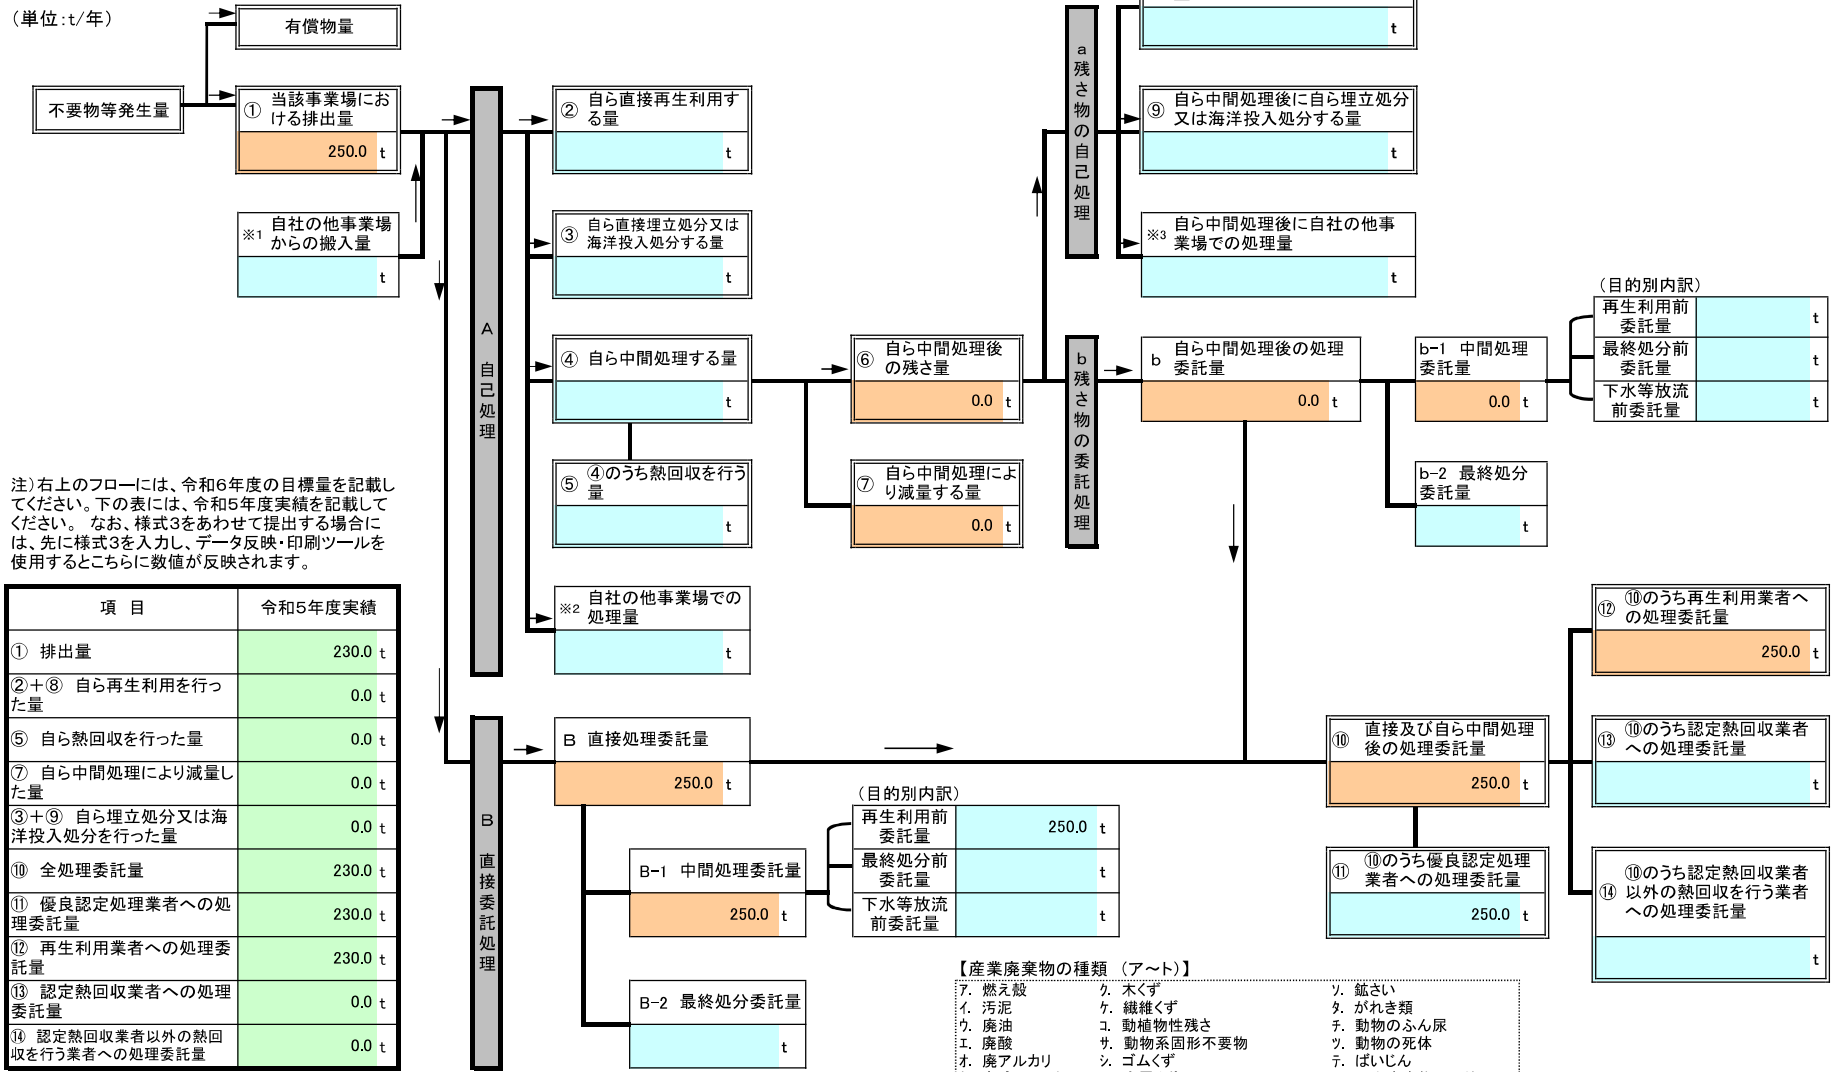 (単位:t/年)
有償物量
不要物等発生量
① 当該事業場にお
ける排出量
250.0 t
※1 自社の他事業場
からの搬入量
t
A 自己処理
② 自ら直接再生利用す
る量
t
③ 自ら直接埋立処分又は
海洋投入処分する量
t
④ 自ら中間処理する量
t
⑤ ④のうち熱回収を行う
量
t
※2 自社の他事業場での
処理量
t
⑥ 自ら中間処理後
の残さ量
0.0 t
⑦ 自ら中間処理によ
り減量する量
0.0 t
a 残さ物の自己処理
t
⑨ 自ら中間処理後に自ら埋立処分
又は海洋投入処分する量
t
※3 自ら中間処理後に自社の他事
業場での処理量
t
b 残さ物の委託処理
b 自ら中間処理後の処理
委託量
0.0 t
b-1 中間処理
委託量
0.0 t
b-2 最終処分
委託量
t
(目的別内訳)
再生利用前
委託量
t
最終処分前
委託量
t
下水等放流
前委託量
t
注)右上のフローには、令和6年度の目標量を記載し
てください。下の表には、令和5年度実績を記載して
ください。 なお、様式3をあわせて提出する場合に
は、先に様式3を入力し、データ反映・印刷ツールを
使用するとこちらに数値が反映されます。
項 目 令和5年度実績
① 排出量 230.0 t
②+⑧ 自ら再生利用を行っ
た量 0.0 t
⑤ 自ら熱回収を行った量 0.0 t
⑦ 自ら中間処理により減量し
た量 0.0 t
③+⑨ 自ら埋立処分又は海
洋投入処分を行った量 0.0 t
⑩ 全処理委託量 230.0 t
⑪ 優良認定処理業者への処
理委託量 230.0 t
⑫ 再生利用業者への処理委
託量 230.0 t
⑬ 認定熱回収業者への処理
委託量 0.0 t
⑭ 認定熱回収業者以外の熱回
収を行う業者への処理委託量 0.0 t
B 直接委託処理
B 直接処理委託量
250.0 t
B-1 中間処理委託量
250.0 t
B-2 最終処分委託量
t
(目的別内訳)
再生利用前
委託量
250.0 t
最終処分前
委託量
t
下水等放流
前委託量
t
⑩ 直接及び自ら中間処理
後の処理委託量
250.0 t
⑪ ⑩のうち優良認定処理
業者への処理委託量
250.0 t
⑫ ⑩のうち再生利用業者へ
の処理委託量
250.0 t
⑬ ⑩のうち認定熱回収業者
への処理委託量
t
⑭ ⑩のうち認定熱回収業者
以外の熱回収を行う業者
への処理委託量
t
【産業廃棄物の種類 (ア~ト)】
ア. 燃え殻 ク. 木くず ソ. 鉱さい
イ. 汚泥 ケ. 繊維くず タ. がれき類
ウ. 廃油 コ. 動植物性残さ チ. 動物のふん尿
エ. 廃酸 サ. 動物系固形不要物 ツ. 動物の死体
オ. 廃アルカリ シ. ゴムくず テ. ばいじん